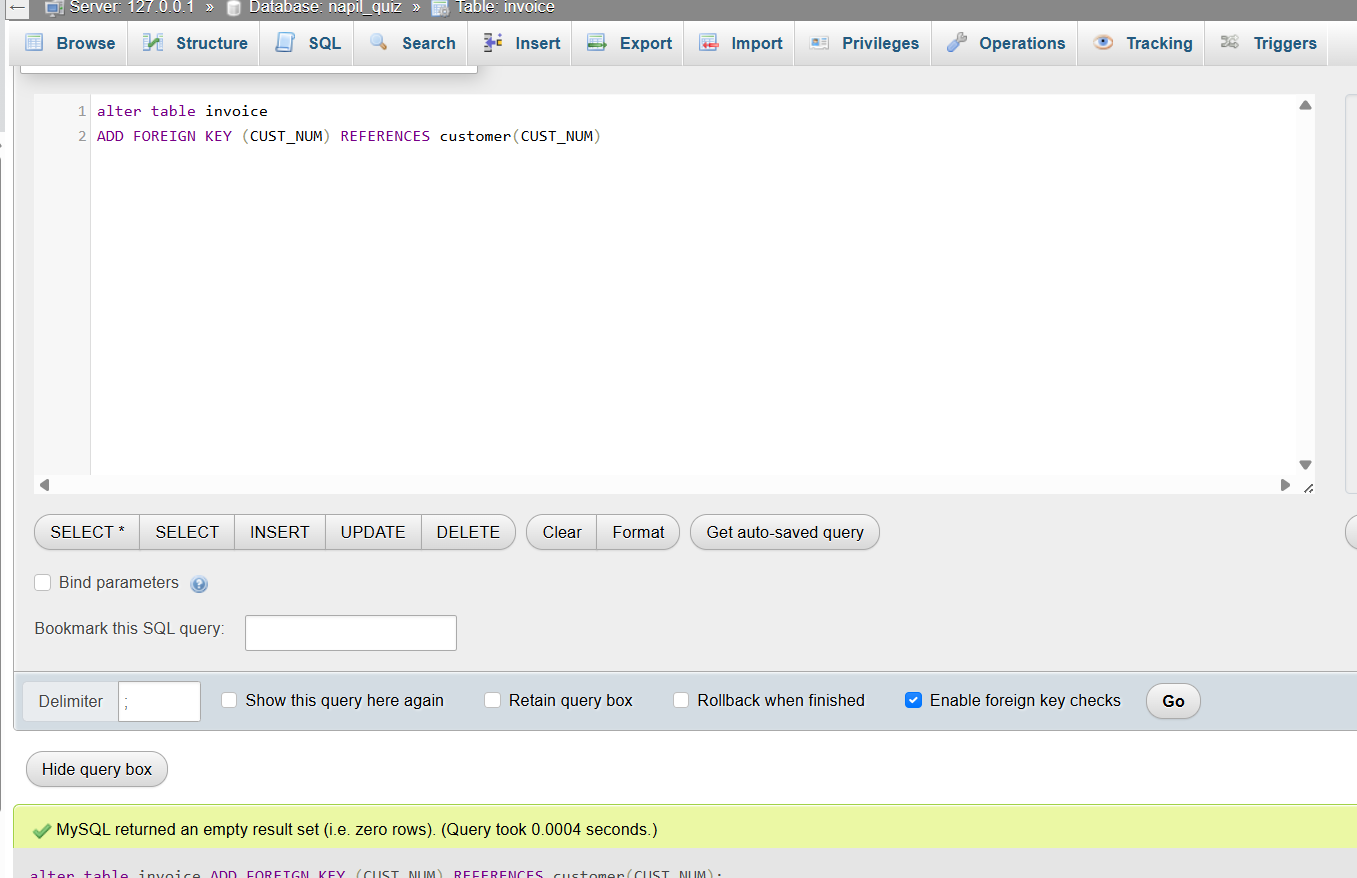 Server: 127.0.0.1 » Database: napil_quiz » Table: invoice
Browse Structure SQL Search Insert Export Import Privileges Operations Tracking Triggers
1 alter table invoice
2 ADD FOREIGN KEY (CUST_NUM) REFERENCES customer(CUST_NUM)
SELECT * SELECT INSERT UPDATE DELETE Clear Format Get auto-saved query
Bind parameters
Bookmark this SQL query:
Delimiter ; Show this query here again Retain query box Rollback when finished Enable foreign key checks Go
Hide query box
MySQL returned an empty result set (i.e. zero rows). (Query took 0.0004 seconds.)
alter table invoice ADD FOREIGN KEY (CUST_NUM) REFERENCES customer(CUST_NUM);